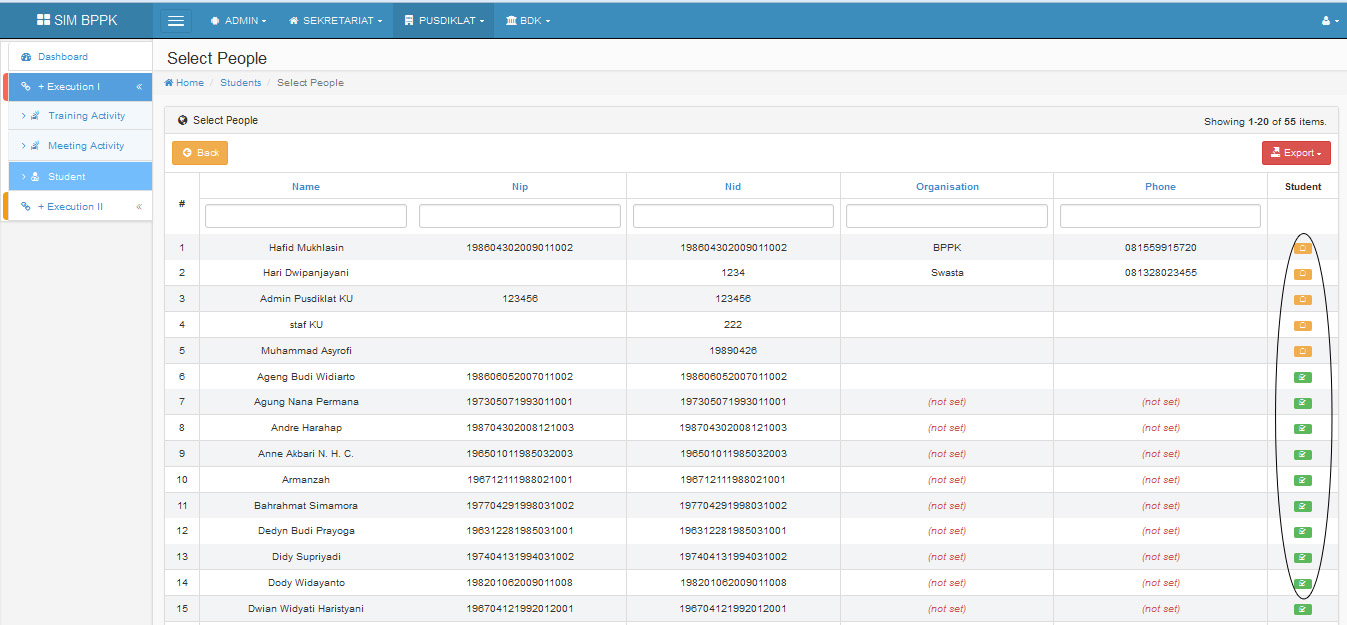 SIM BPPK ADMIN SEKRETARIAT PUSDIKLAT BDK
Dashboard
+ Execution I «
Training Activity
Meeting Activity
Student
+ Execution II «
Select People
Home / Students / Select People
Select People Showing 1-20 of 55 items.
Back Export
# Name Nip Nid Organisation Phone Student
1 Hafid Mukhlasin 198604302009011002 198604302009011002 BPPK 081559915720
2 Hari Dwipanjayani 1234 Swasta 081328023455
3 Admin Pusdiklat KU 123456 123456
4 staf KU 222
5 Muhammad Asyrofi 19890426
6 Ageng Budi Widiarto 198606052007011002 198606052007011002
7 Agung Nana Permana 197305071993011001 197305071993011001 (not set) (not set)
8 Andre Harahap 198704302008121003 198704302008121003 (not set) (not set)
9 Anne Akbari N. H. C. 196501011985032003 196501011985032003 (not set) (not set)
10 Armanzah 196712111988021001 196712111988021001 (not set) (not set)
11 Bahrahmat Simamora 197704291998031002 197704291998031002 (not set) (not set)
12 Dedyn Budi Prayoga 196312281985031001 196312281985031001 (not set) (not set)
13 Didy Supriyadi 197404131994031002 197404131994031002 (not set) (not set)
14 Dody Widayanto 198201062009011008 198201062009011008 (not set) (not set)
15 Dwian Widyati Haristyani 196704121992012001 196704121992012001 (not set) (not set)